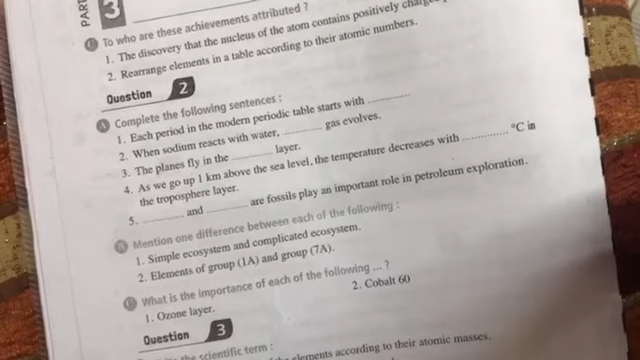 3
C To who are these achievements attributed ?
1. The discovery that the nucleus of the atom contains positively
2. Rearrange elements in a table according to their atomic numbers.
Question 2
A Complete the following sentences :
1. Each period in the modern periodic table starts with ..............
2. When sodium reacts with water, .............. gas evolves.
3. The planes fly in the .............. layer.
4. As we go up 1 km above the sea level, the temperature decreases with .............. °C in
the troposphere layer.
5. .............. and .............. are fossils play an important role in petroleum exploration.
B Mention one difference between each of the following :
1. Simple ecosystem and complicated ecosystem.
2. Elements of group (1A) and group (7A).
C What is the importance of each of the following ... ?
1. Ozone layer. 2. Cobalt 60
Question 3
the scientific term :
elements according to their atomic masses.